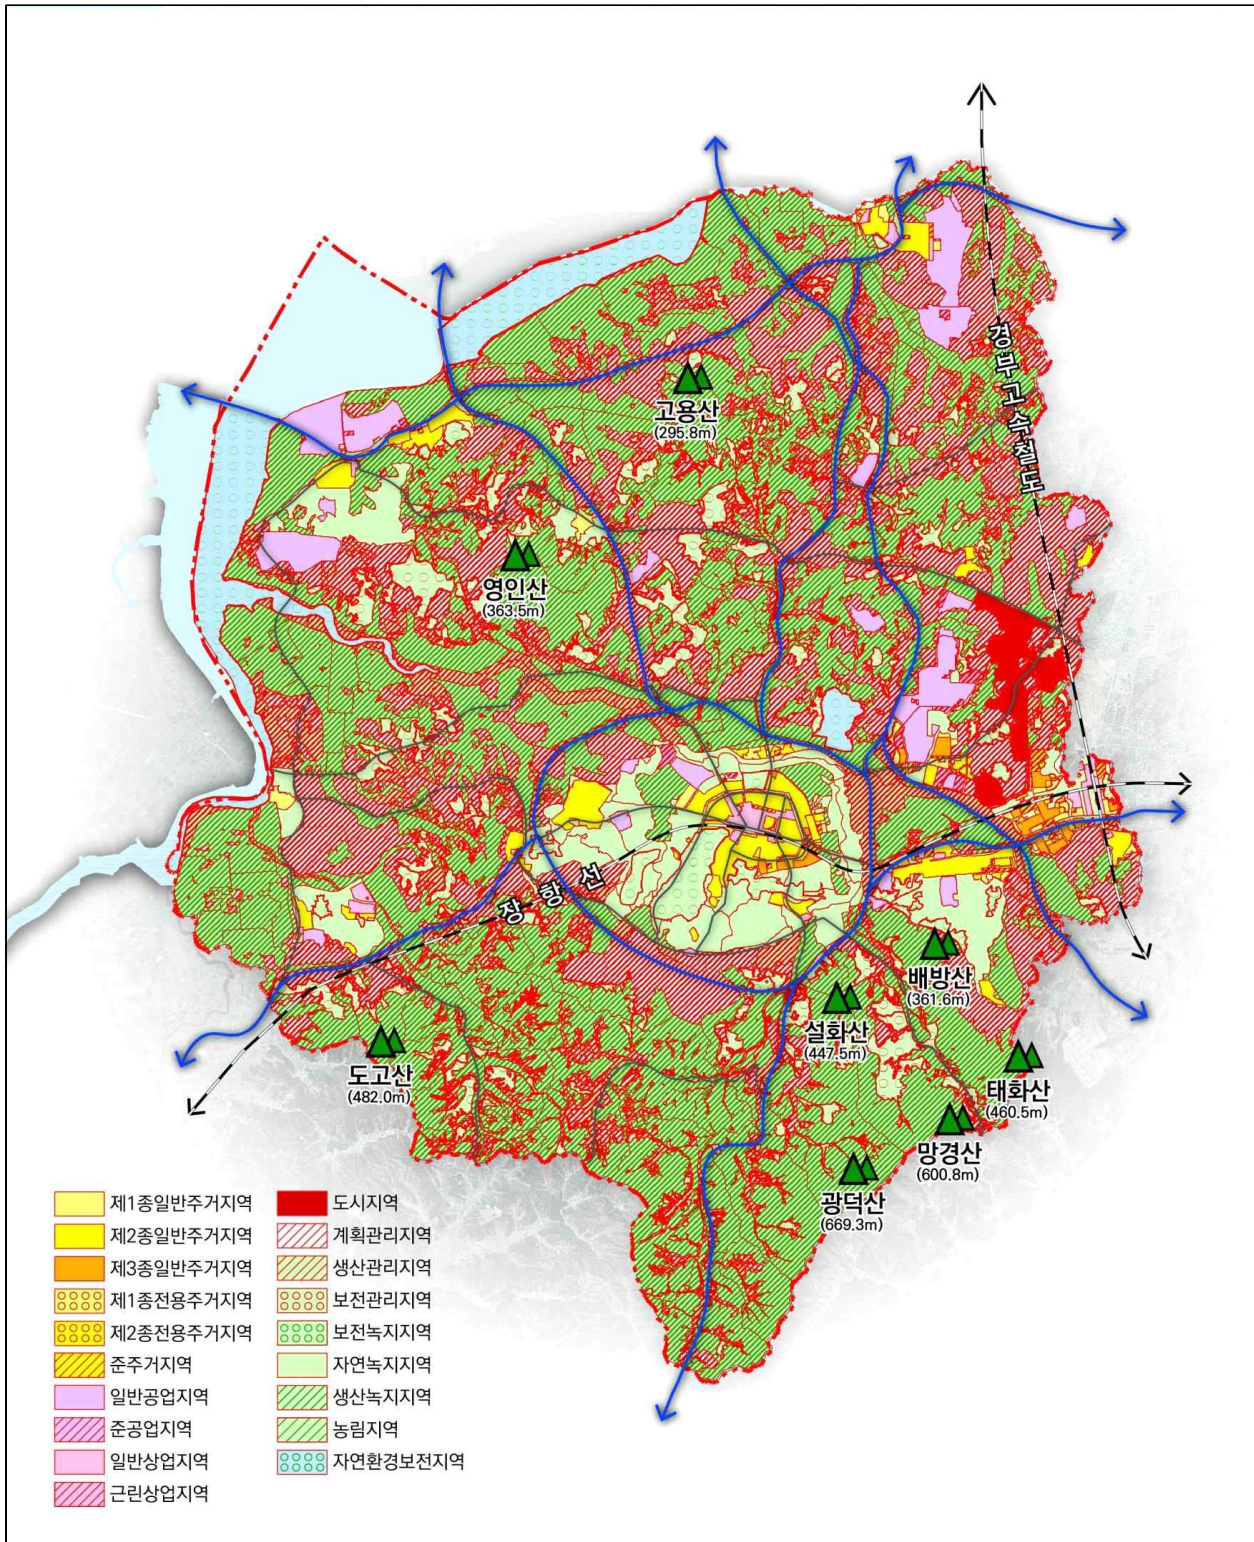 경부고속철도
고용산
(295.8m)
영인산
(363.5m)
장항선
배방산
(361.6m)
설화산
(447.5m)
도고산
(482.0m)
태화산
(460.5m)
망경산
(600.8m)
광덕산
(669.3m)
제1종일반주거지역
제2종일반주거지역
제3종일반주거지역
제1종전용주거지역
제2종전용주거지역
준주거지역
일반공업지역
준공업지역
일반상업지역
근린상업지역
도시지역
계획관리지역
생산관리지역
보전관리지역
보전녹지지역
자연녹지지역
생산녹지지역
농림지역
자연환경보전지역